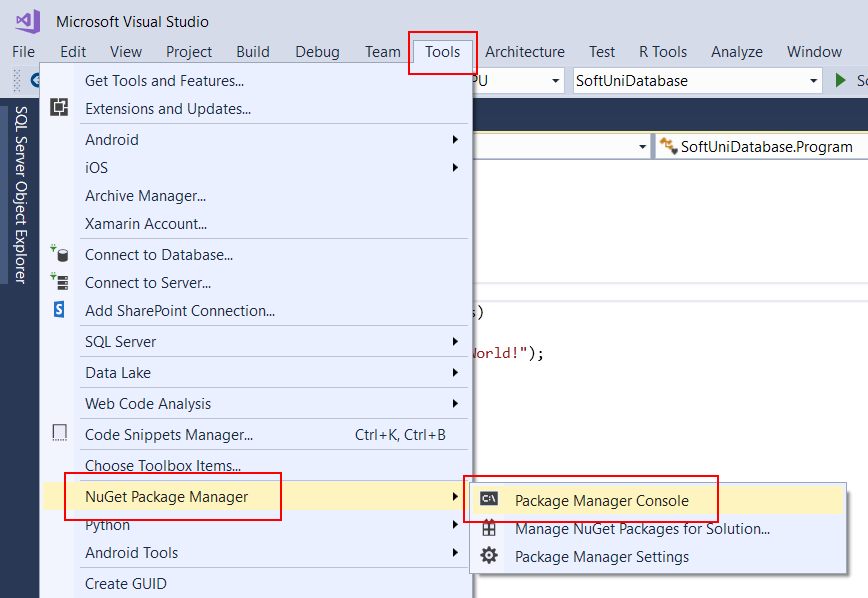 Microsoft Visual Studio
File Edit View Project Build Debug Team Tools Architecture Test R Tools Analyze Window
SoftUniDatabase
SQL Server Object Explorer
SoftUniDatabase.Program
Get Tools and Features...
Extensions and Updates...
Android
iOS
Archive Manager...
Xamarin Account...
Connect to Database...
Connect to Server...
Add SharePoint Connection...
s)
SQL Server
World!");
Data Lake
Web Code Analysis
Code Snippets Manager... Ctrl+K, Ctrl+B
Choose Toolbox Items...
NuGet Package Manager
Python
Android Tools
Create GUID
C:\
Package Manager Console
Manage NuGet Packages for Solution...
Package Manager Settings